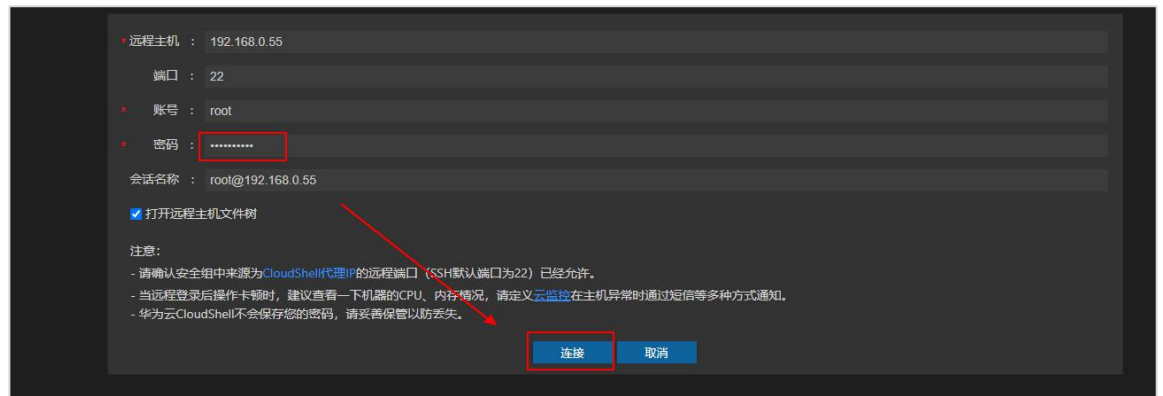 * 远程主机 : 192.168.0.55
端口 : 22
* 账号 : root
* 密码 : ••••••••••
会话名称 : root@192.168.0.55
打开远程主机文件树
注意:
- 请确认安全组中来源为CloudShell代理IP的远程端口（SSH默认端口为22）已经允许。
- 当远程登录后操作卡顿时，建议查看一下机器的CPU、内存情况，请定义云监控在主机异常时通过短信等多种方式通知。
- 华为云CloudShell不会保存您的密码，请妥善保管以防丢失。
连接 取消